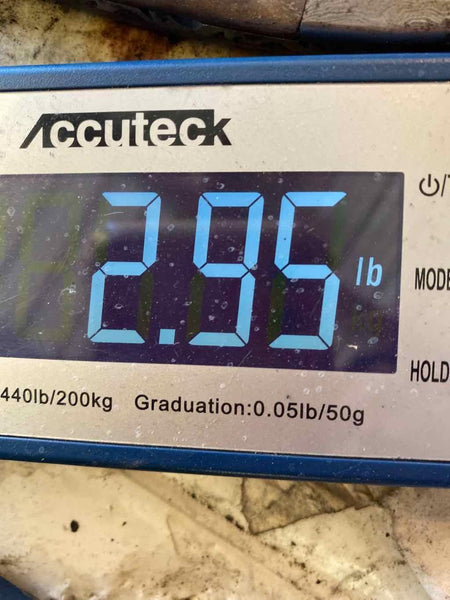 Accuteck
2.95 lb
440lb/200kg Graduation:0.05lb/50g
MODE
HOLD